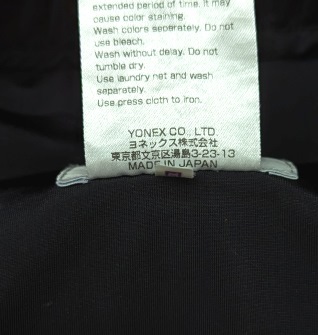 extended period of time. It may
cause color staining.
Wash colors separately. Do not
use bleach.
Wash without delay. Do not
tumble dry.
Use laundry net and wash
separately.
Use press cloth to iron.
YONEX CO., LTD.
ヨネックス株式会社
東京都文京区湯島3-23-13
MADE IN JAPAN